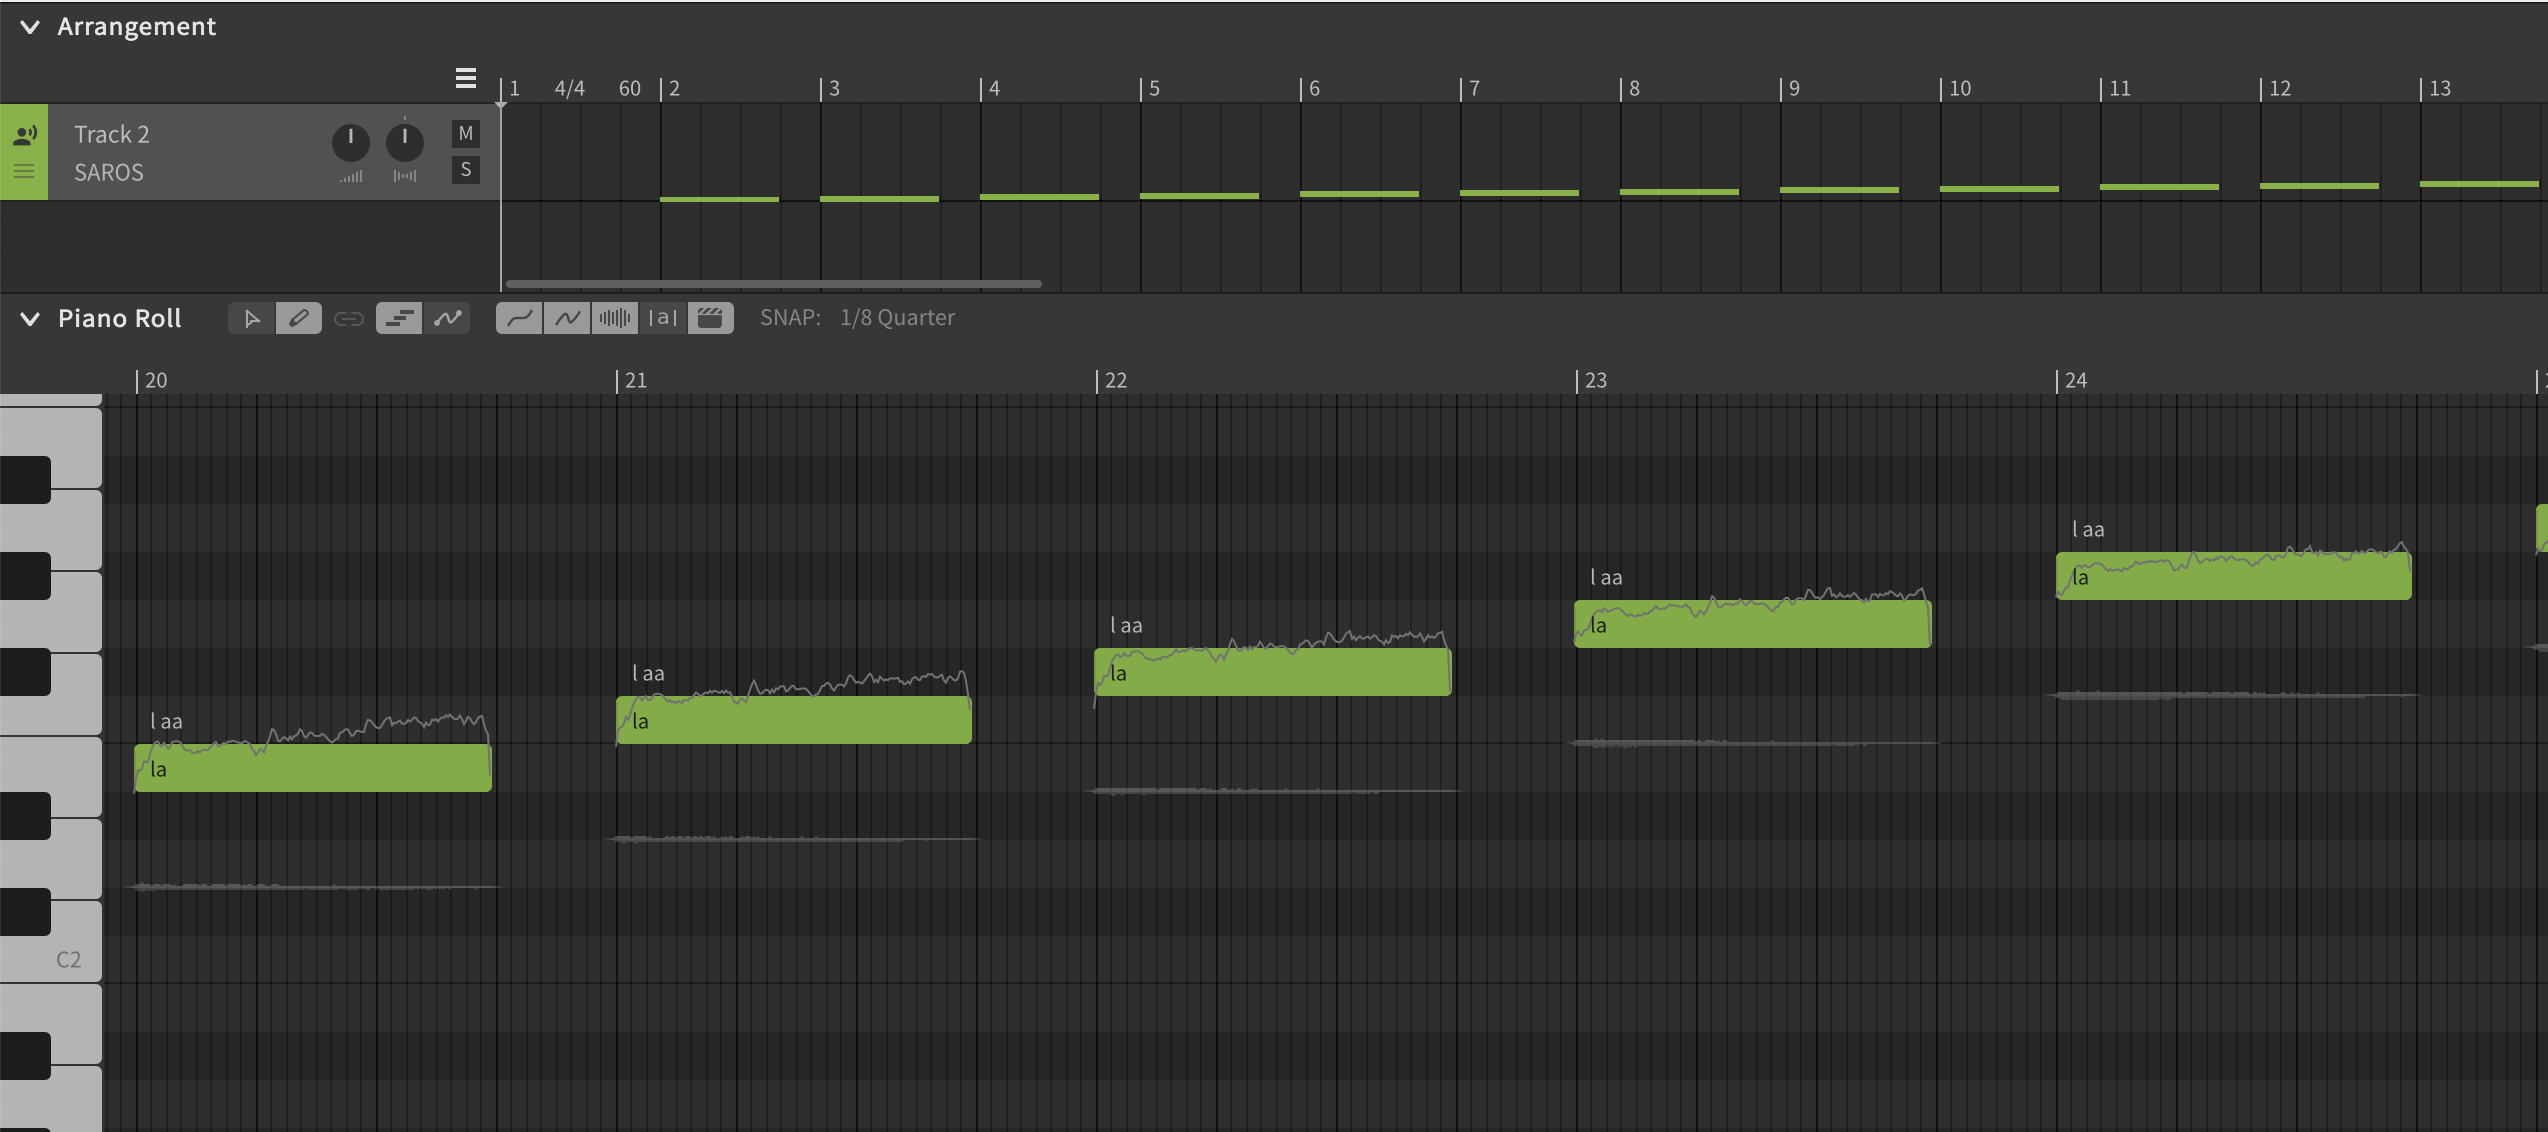 Arrangement
1 4/4 60 2 3 4 5 6 7 8 9 10 11 12 13
Track 2 M
SAROS S
Piano Roll |a| SNAP: 1/8 Quarter
20 21 22 23 24
l aa
la
l aa
la
l aa
la
l aa
la
l aa
la
C2